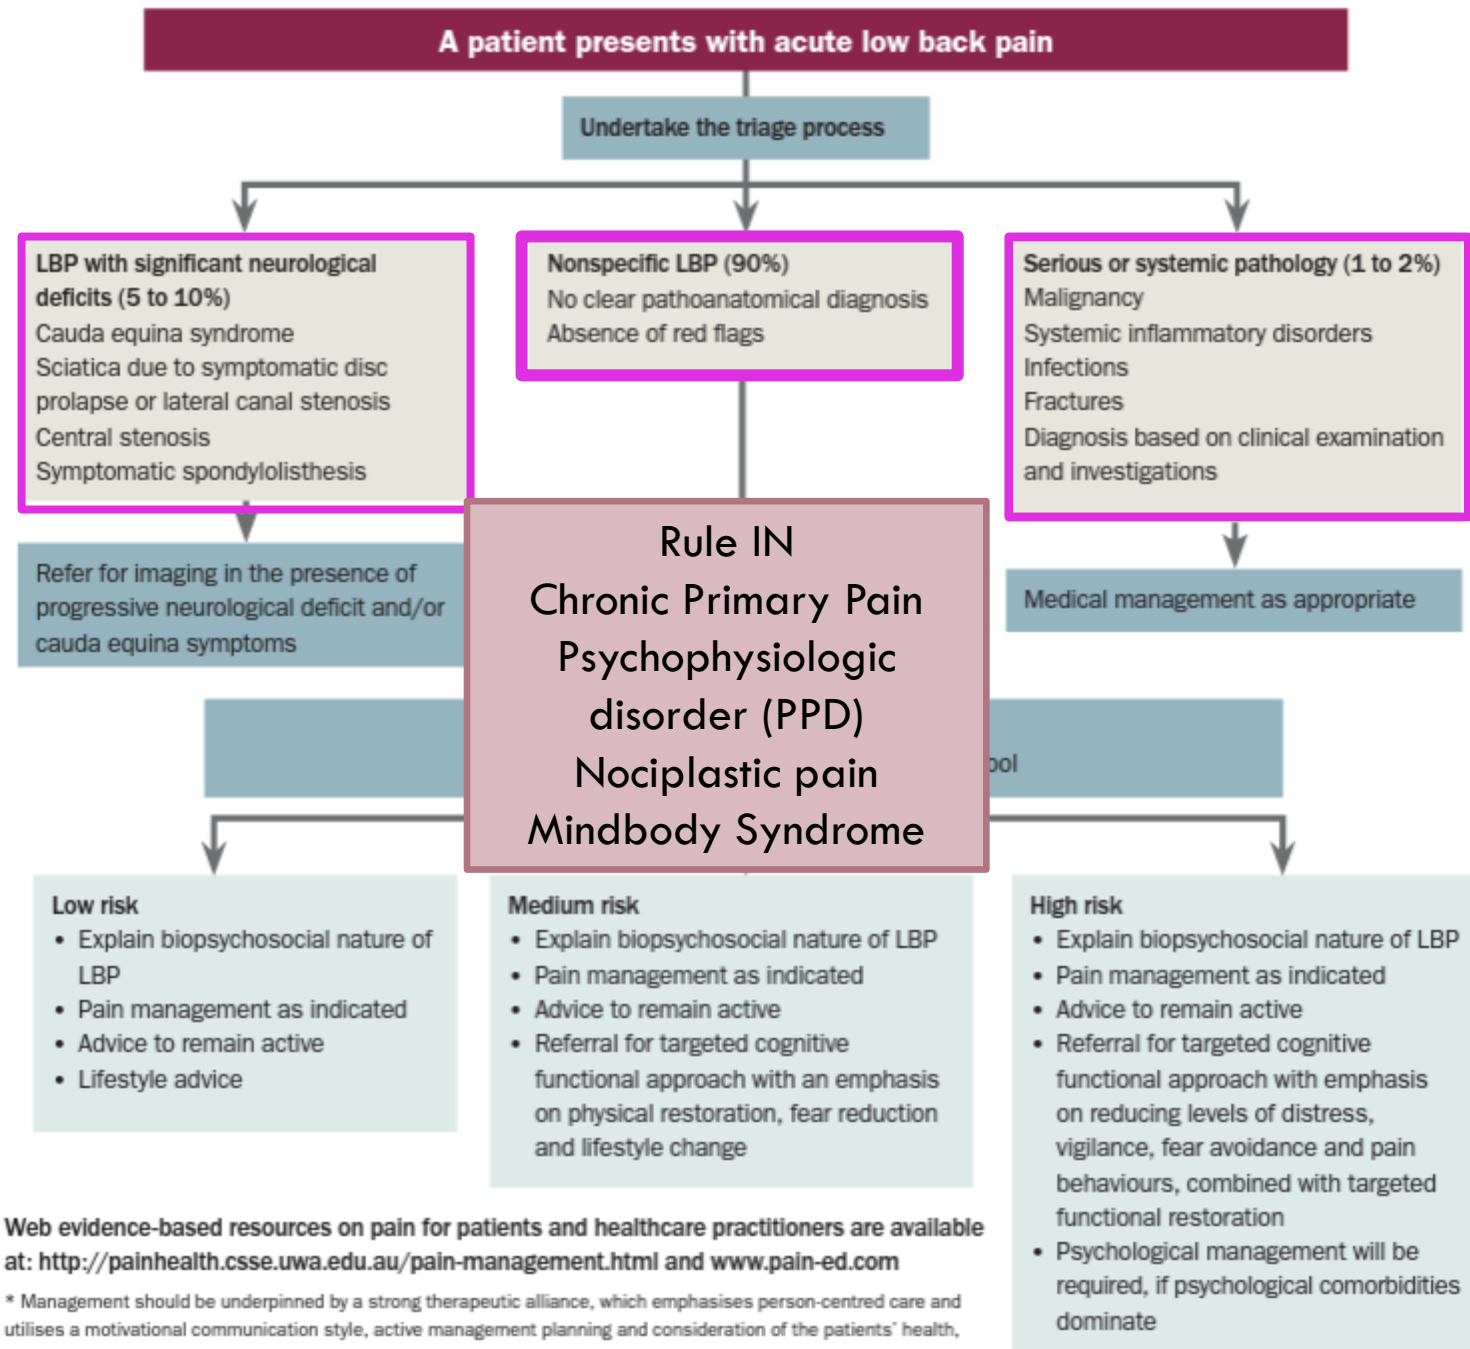 A patient presents with acute low back pain
Undertake the triage process
LBP with significant neurological
deficits (5 to 10%)
Cauda equina syndrome
Sciatica due to symptomatic disc
prolapse or lateral canal stenosis
Central stenosis
Symptomatic spondylolisthesis
Nonspecific LBP (90%)
No clear pathoanatomical diagnosis
Absence of red flags
Serious or systemic pathology (1 to 2%)
Malignancy
Systemic inflammatory disorders
Infections
Fractures
Diagnosis based on clinical examination
and investigations
Refer for imaging in the presence of
progressive neurological deficit and/or
cauda equina symptoms
Rule IN
Chronic Primary Pain
Psychophysiologic
disorder (PPD)
Nociplastic pain
Mindbody Syndrome
Medical management as appropriate
Low risk
• Explain biopsychosocial nature of
LBP
• Pain management as indicated
• Advice to remain active
• Lifestyle advice
Medium risk
• Explain biopsychosocial nature of LBP
• Pain management as indicated
• Advice to remain active
• Referral for targeted cognitive
functional approach with an emphasis
on physical restoration, fear reduction
and lifestyle change
High risk
• Explain biopsychosocial nature of LBP
• Pain management as indicated
• Advice to remain active
• Referral for targeted cognitive
functional approach with emphasis
on reducing levels of distress,
vigilance, fear avoidance and pain
behaviours, combined with targeted
functional restoration
• Psychological management will be
required, if psychological comorbidities
dominate
Web evidence-based resources on pain for patients and healthcare practitioners are available
at: http://painhealth.csse.uwa.edu.au/pain-management.html and www.pain-ed.com
* Management should be underpinned by a strong therapeutic alliance, which emphasises person-centred care and
utilises a motivational communication style, active management planning and consideration of the patients' health,